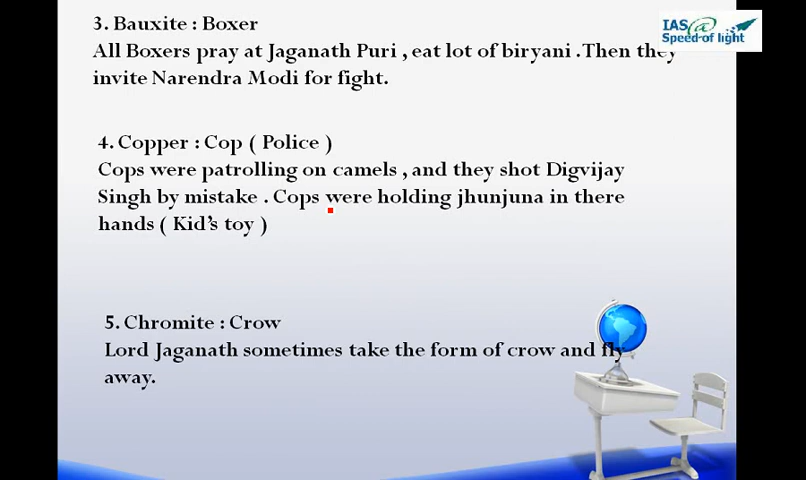 3. Bauxite : Boxer
IAS@
Speed of light
All Boxers pray at Jaganath Puri , eat lot of biryani .Then they
invite Narendra Modi for fight.
4. Copper : Cop ( Police )
Cops were patrolling on camels , and they shot Digvijay
Singh by mistake . Cops were holding jhunjuna in there
hands ( Kid's toy )
5. Chromite : Crow
Lord Jaganath sometimes take the form of crow and fly
away.